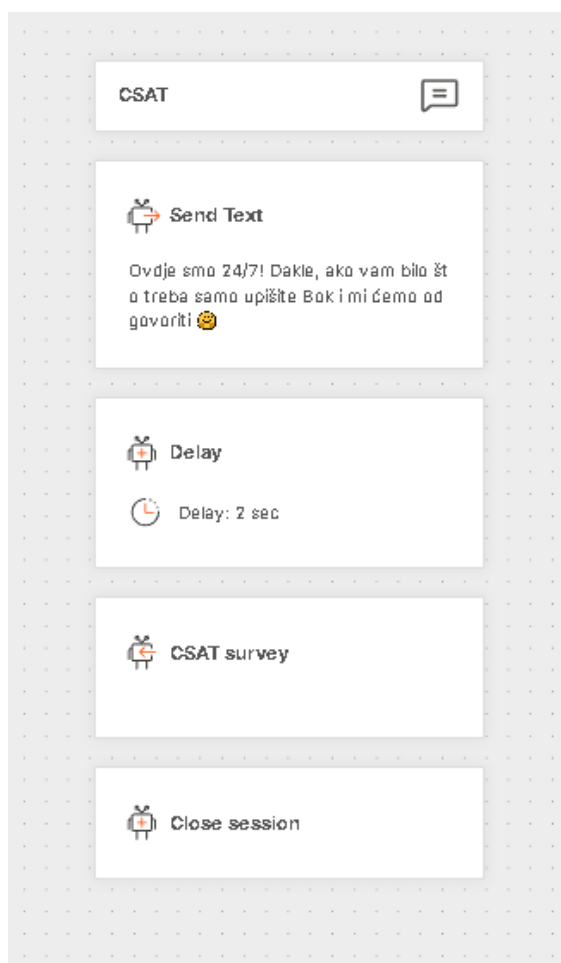 CSAT
Send Text
Ovdje smo 24/7! Dakle, ako vam bilo št
o treba samo upišite Bok i mi ćemo od
govoriti 🤗
Delay
Delay: 2 sec
CSAT survey
Close session